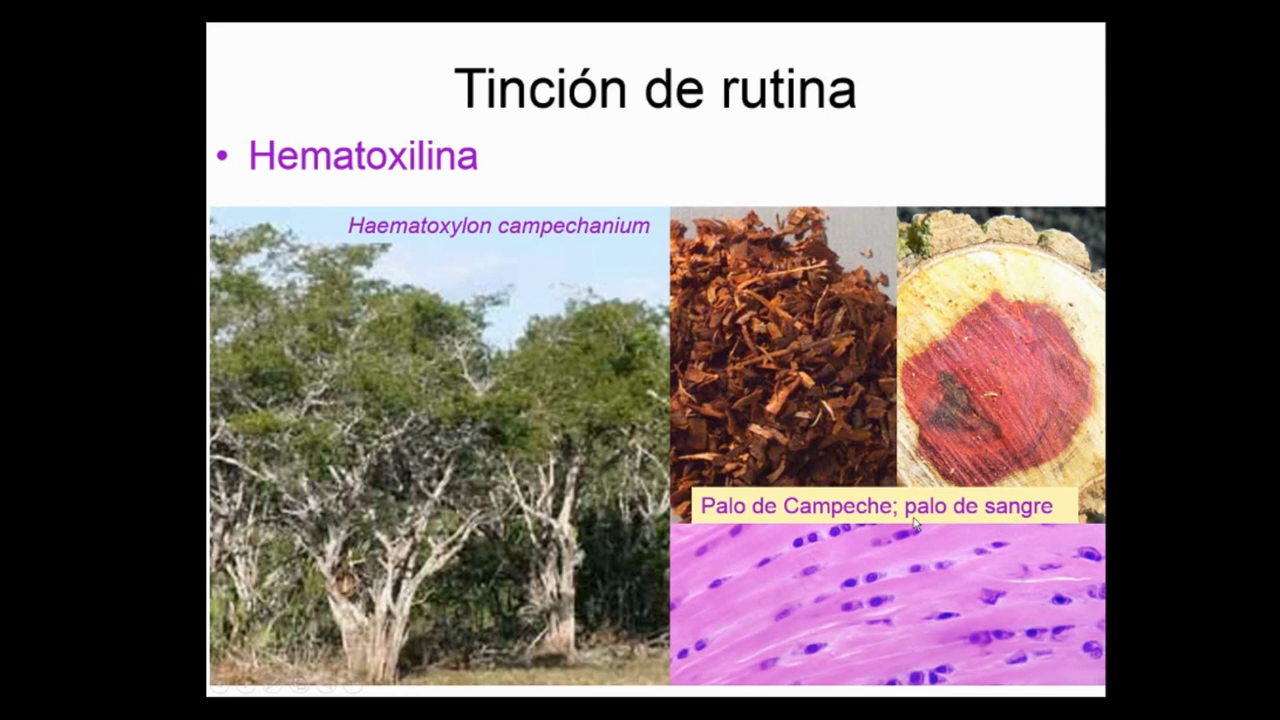 Tinción de rutina
• Hematoxilina
Haematoxylon campechanium
Palo de Campeche; palo de sangre